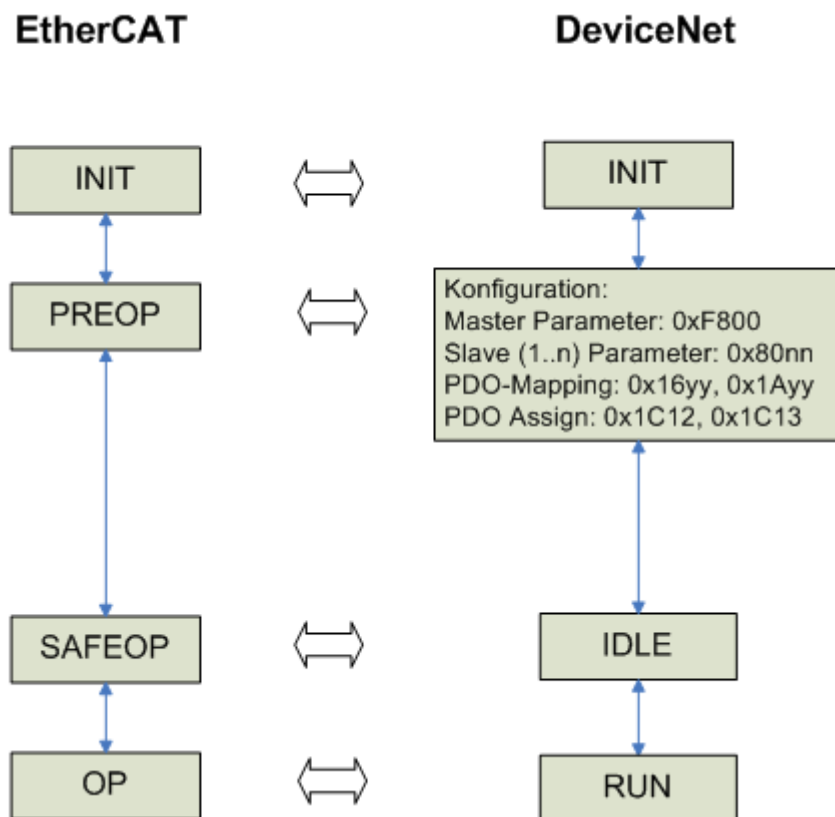 EtherCAT
DeviceNet
INIT
INIT
PREOP
Konfiguration:
Master Parameter: 0xF800
Slave (1..n) Parameter: 0x80nn
PDO-Mapping: 0x16yy, 0x1Ayy
PDO Assign: 0x1C12, 0x1C13
SAFEOP
IDLE
OP
RUN